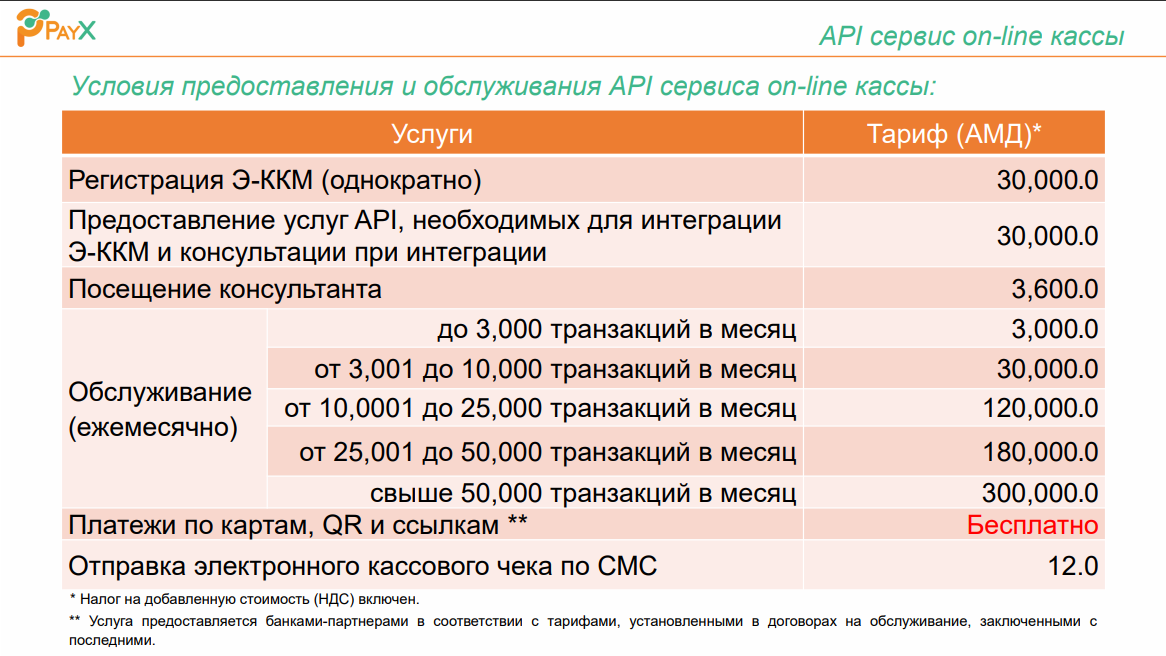 PAYX
API сервис on-line кассы
Условия предоставления и обслуживания API сервиса on-line кассы:
Услуги Тариф (АМД)*
Регистрация Э-ККМ (однократно) 30,000.0
Предоставление услуг API, необходимых для интеграции
Э-ККМ и консультации при интеграции 30,000.0
Посещение консультанта 3,600.0
Обслуживание
(ежемесячно)
до 3,000 транзакций в месяц 3,000.0
от 3,001 до 10,000 транзакций в месяц 30,000.0
от 10,0001 до 25,000 транзакций в месяц 120,000.0
от 25,001 до 50,000 транзакций в месяц 180,000.0
свыше 50,000 транзакций в месяц 300,000.0
Платежи по картам, QR и ссылкам ** Бесплатно
Отправка электронного кассового чека по СМС 12.0
* Налог на добавленную стоимость (НДС) включен.
** Услуга предоставляется банками-партнерами в соответствии с тарифами, установленными в договорах на обслуживание, заключенными с
последними.